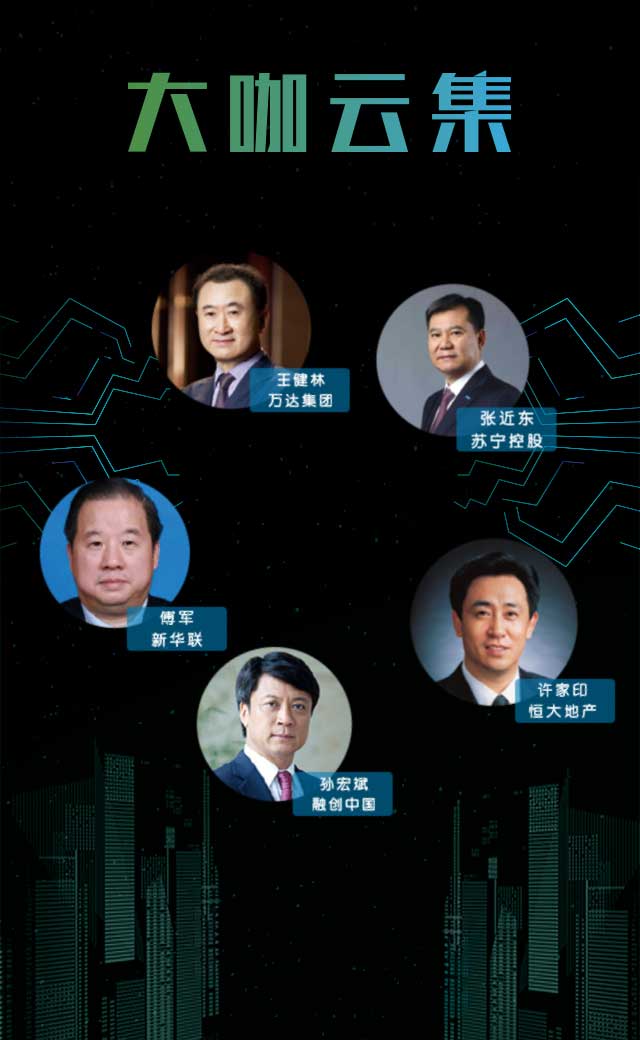 大咖云集
王健林
万达集团
张近东
苏宁控股
傅军
新华联
许家印
恒大地产
孙宏斌
融创中国